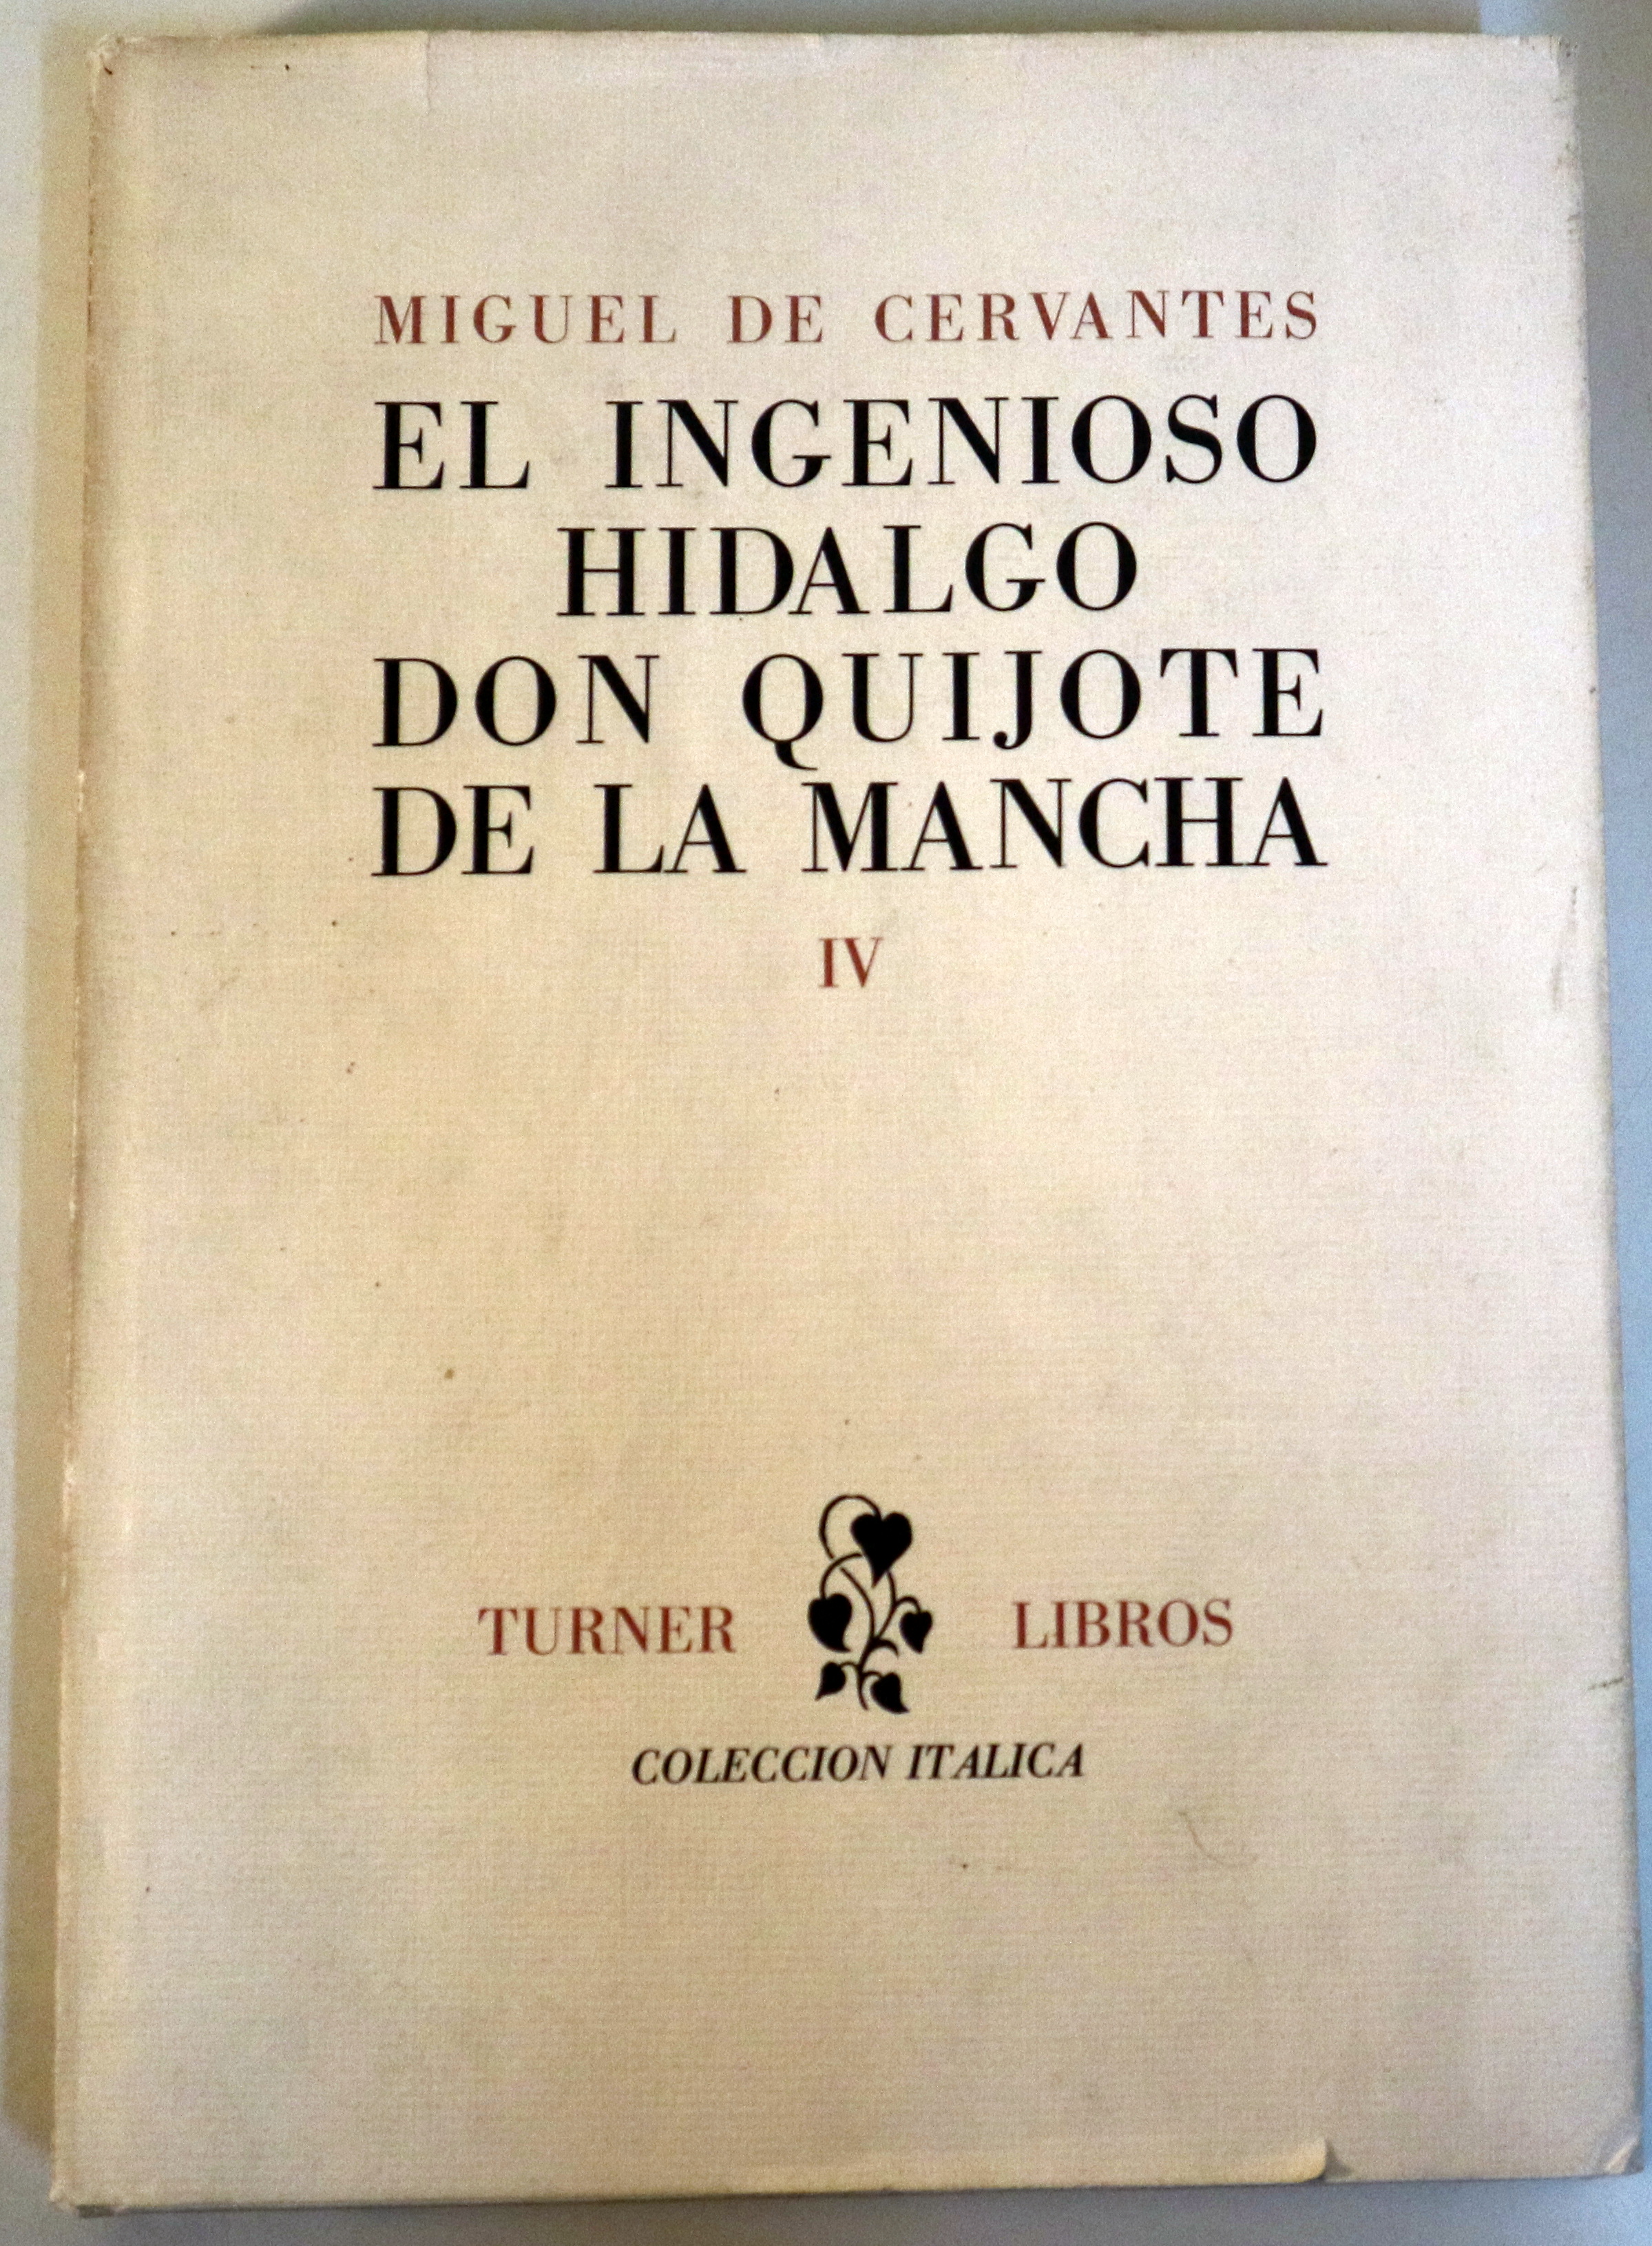 MIGUEL DE CERVANTES
EL INGENIOSO
HIDALGO
DON QUIJOTE
DE LA MANCHA
IV
TURNER LIBROS
COLECCION ITALICA